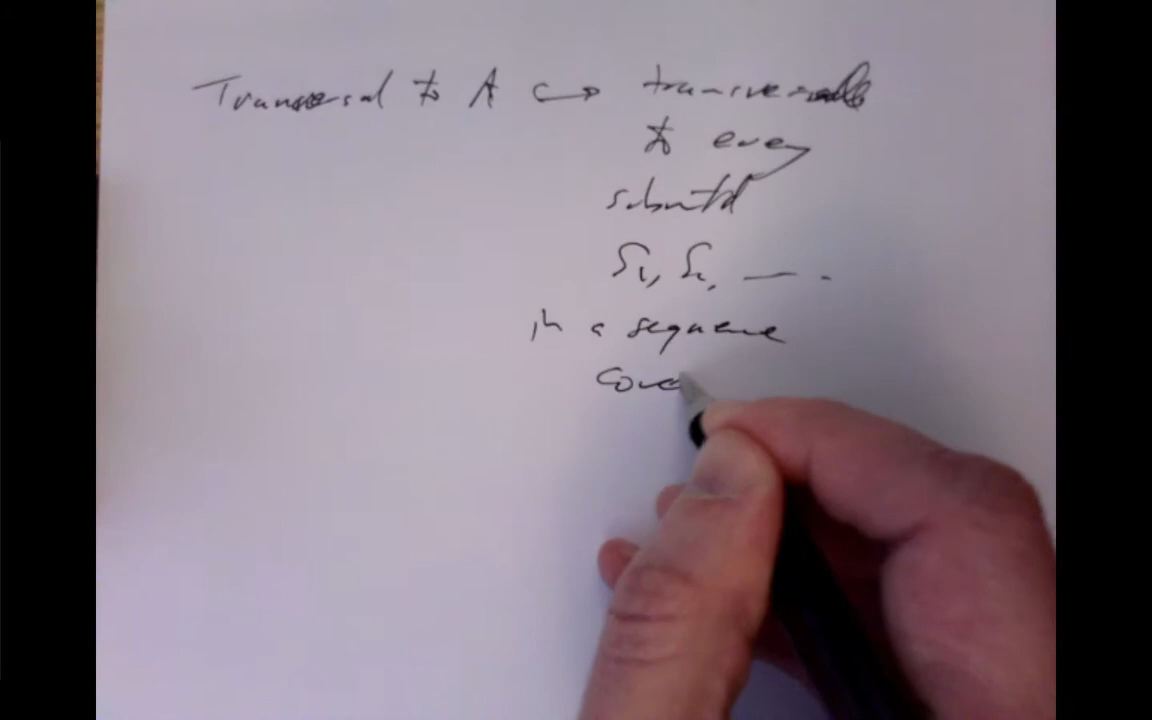 Transversal to A ↪ transversal
to every
submfd
S₁, S₂, — .
in a sequence
cove